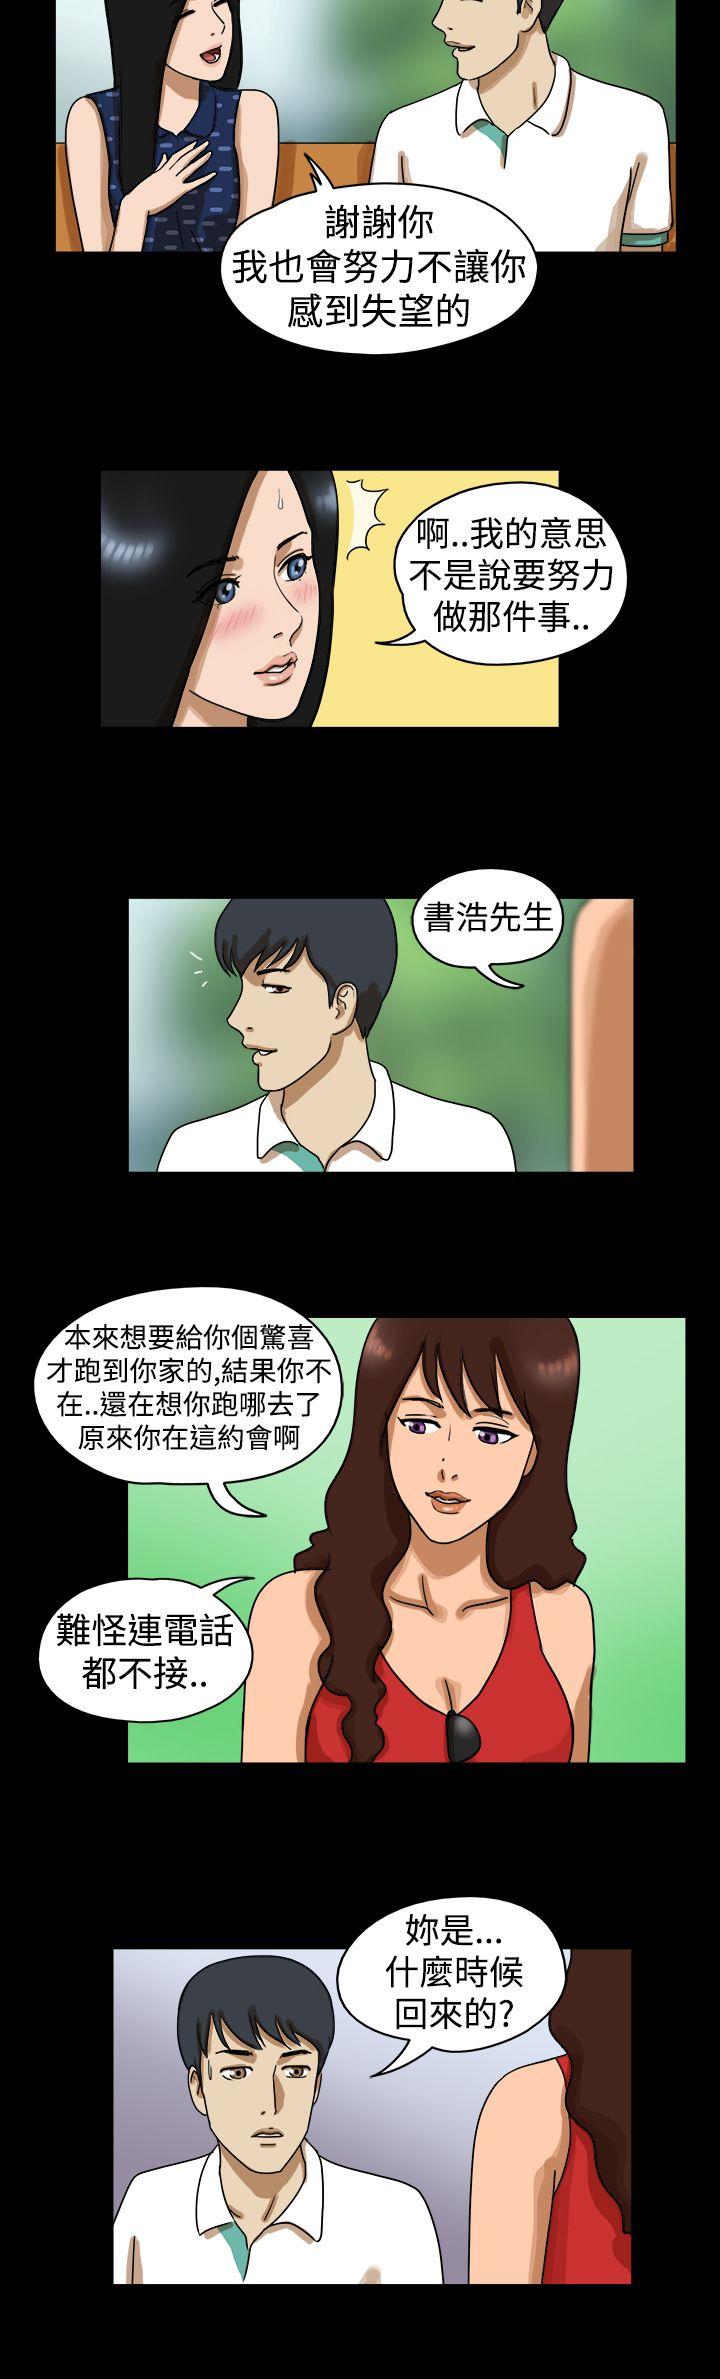 謝謝你
我也會努力不讓你
感到失望的
啊..我的意思
不是說要努力
做那件事..
書浩先生
本來想要給你個驚喜
才跑到你家的,結果你不
在..還在想你跑哪去了
原來你在這約會啊
難怪連電話
都不接..
妳是...
什麼時候
回來的?